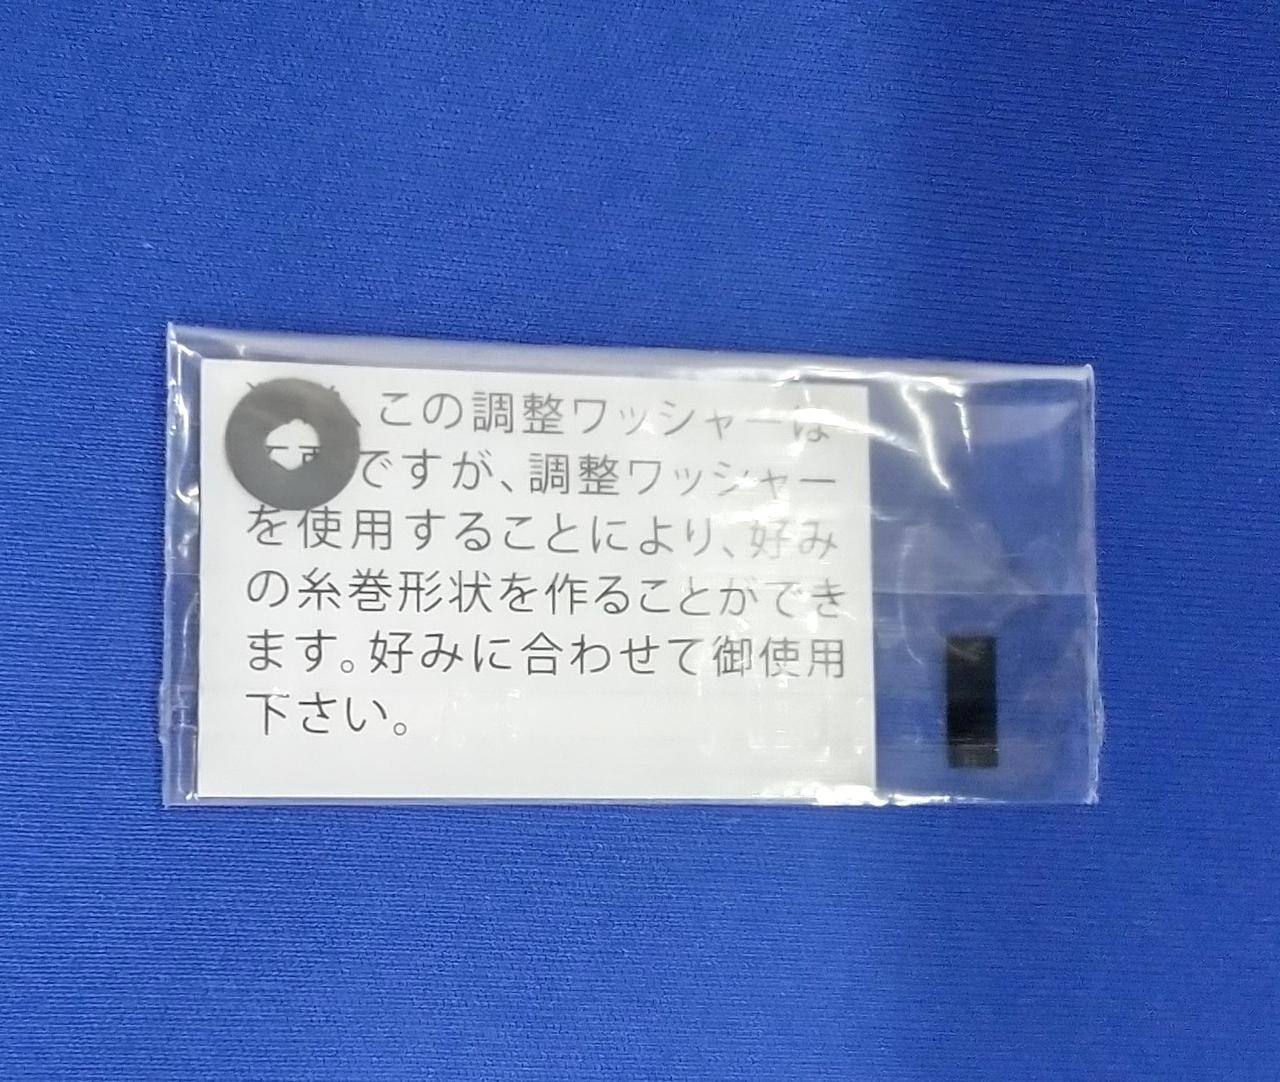 、この調整ワッシャーは
ですが、調整ワッシャー
を使用することにより、好み
の糸巻形状を作ることができ
ます。好みに合わせて御使用
下さい。